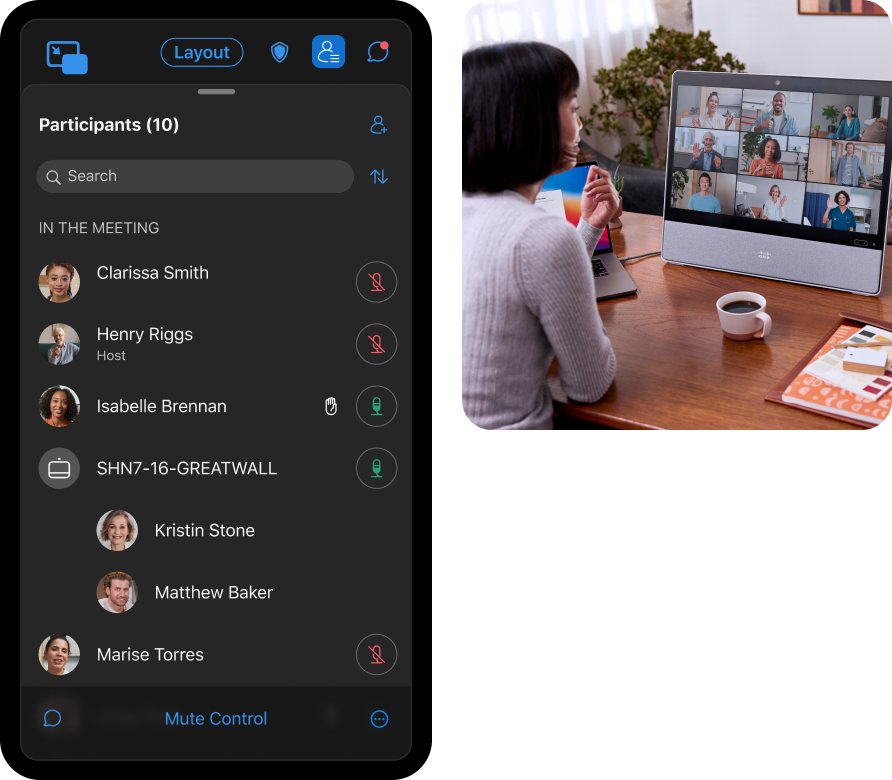 Layout
Participants (10)
Search
IN THE MEETING
Clarissa Smith
Henry Riggs
Host
Isabelle Brennan
SHN7-16-GREATWALL
Kristin Stone
Matthew Baker
Marise Torres
Mute Control